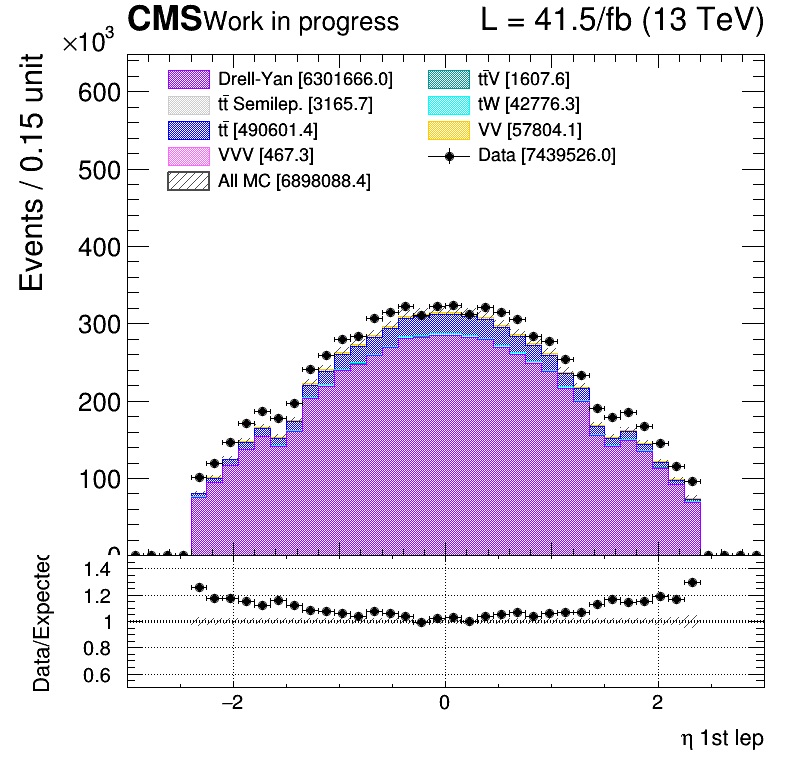 CMS Work in progress L = 41.5/fb (13 TeV)
×10³
Events / 0.15 unit
Drell-Yan [6301666.0]
tt̄ Semilep. [3165.7]
tt̄ [490601.4]
VVV [467.3]
All MC [6898088.4]
tt̄V [1607.6]
tW [42776.3]
VV [57804.1]
Data [7439526.0]
600
500
400
300
200
100
0
Data/Expected
1.4
1.2
1
0.8
0.6
−2 0 2
η 1st lep